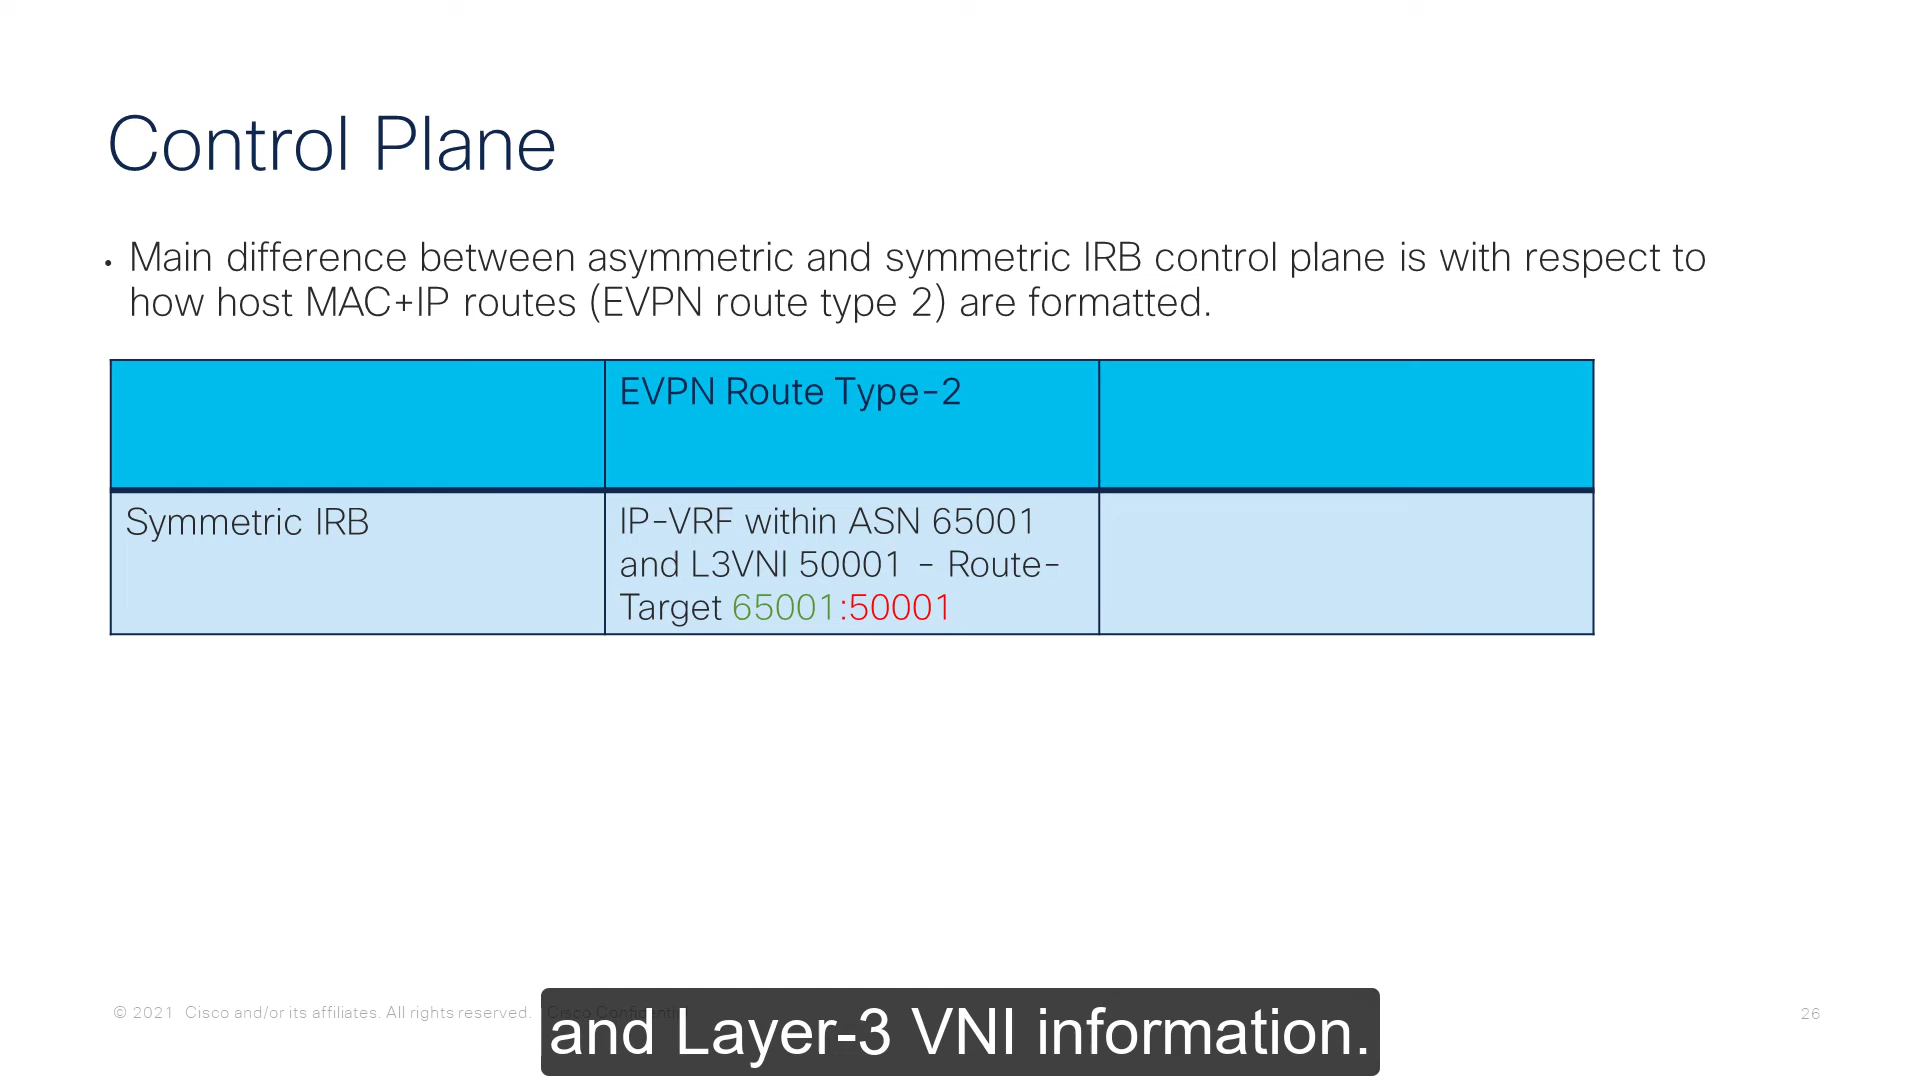 Control Plane
• Main difference between asymmetric and symmetric IRB control plane is with respect to
how host MAC+IP routes (EVPN route type 2) are formatted.
EVPN Route Type-2
Symmetric IRB
IP-VRF within ASN 65001
and L3VNI 50001 - Route-
Target 65001:50001
© 2021 Cisco and/or its affiliates. All rights reserved. Cisco Confidential
26
and Layer-3 VNI information.